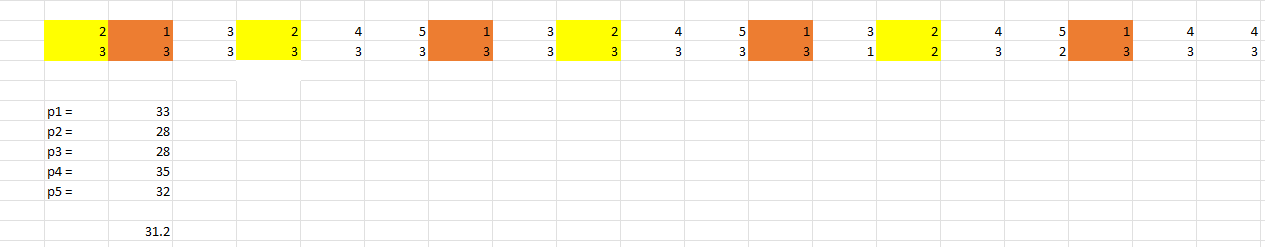 2 1 3 2 4 5 1 3 2 4 5 1 3 2 4 5 1 4 4
3 3 3 3 3 3 3 3 3 3 3 3 1 2 3 2 3 3 3
p1 = 33
p2 = 28
p3 = 28
p4 = 35
p5 = 32
31.2